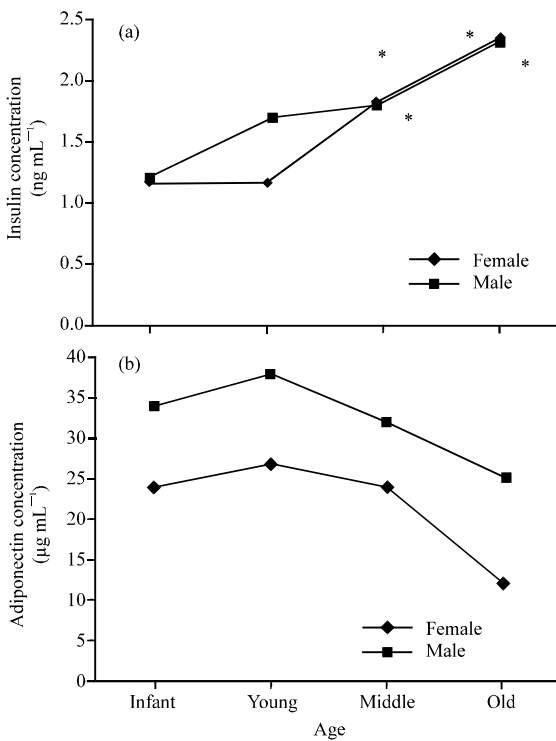 (a)
2.5
2.0
1.5
1.0
0.5
0.0
Insulin concentration
(ng mL⁻¹)
*
*
*
*
Female
Male
(b)
40
35
30
25
20
15
10
5
0
Adiponectin concentration
(µg mL⁻¹)
Female
Male
Infant Young Middle Old
Age